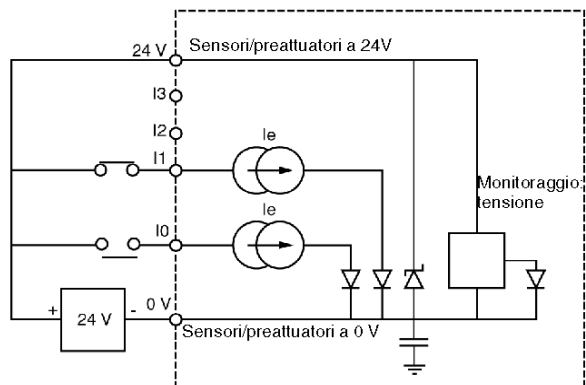 24 V
Sensori/preattuatori a 24V
I3
I2
Ie
I1
Monitoraggio:
tensione
Ie
I0
+ 24 V -
0 V
Sensori/preattuatori a 0 V